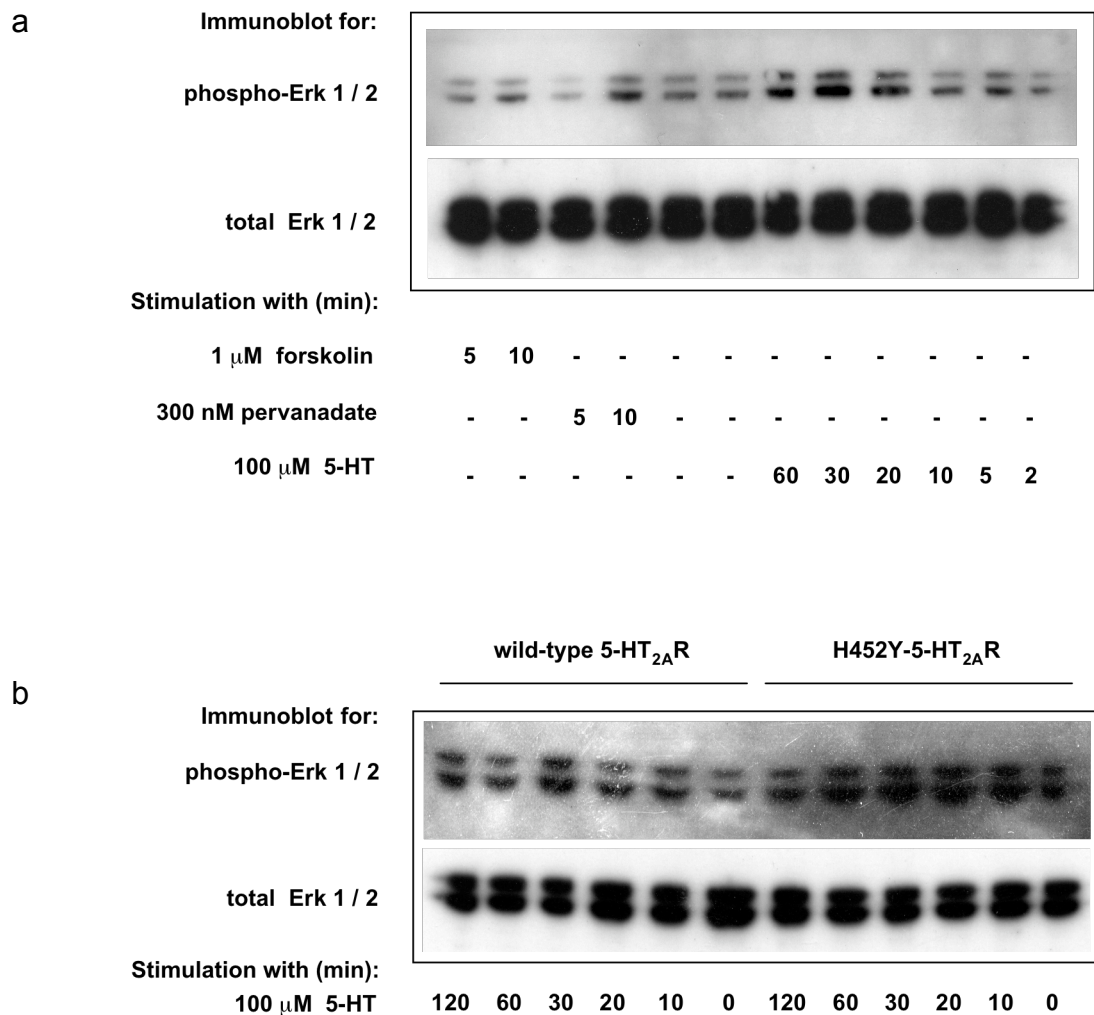 a
Immunoblot for:
phospho-Erk 1 / 2
total Erk 1 / 2
Stimulation with (min):
1 μM forskolin 5 10 - - - - - - - - - -
300 nM pervanadate - - 5 10 - - - - - - - -
100 μM 5-HT - - - - - - 60 30 20 10 5 2
wild-type 5-HT2AR H452Y-5-HT2AR
b
Immunoblot for:
phospho-Erk 1 / 2
total Erk 1 / 2
Stimulation with (min):
100 μM 5-HT 120 60 30 20 10 0 120 60 30 20 10 0